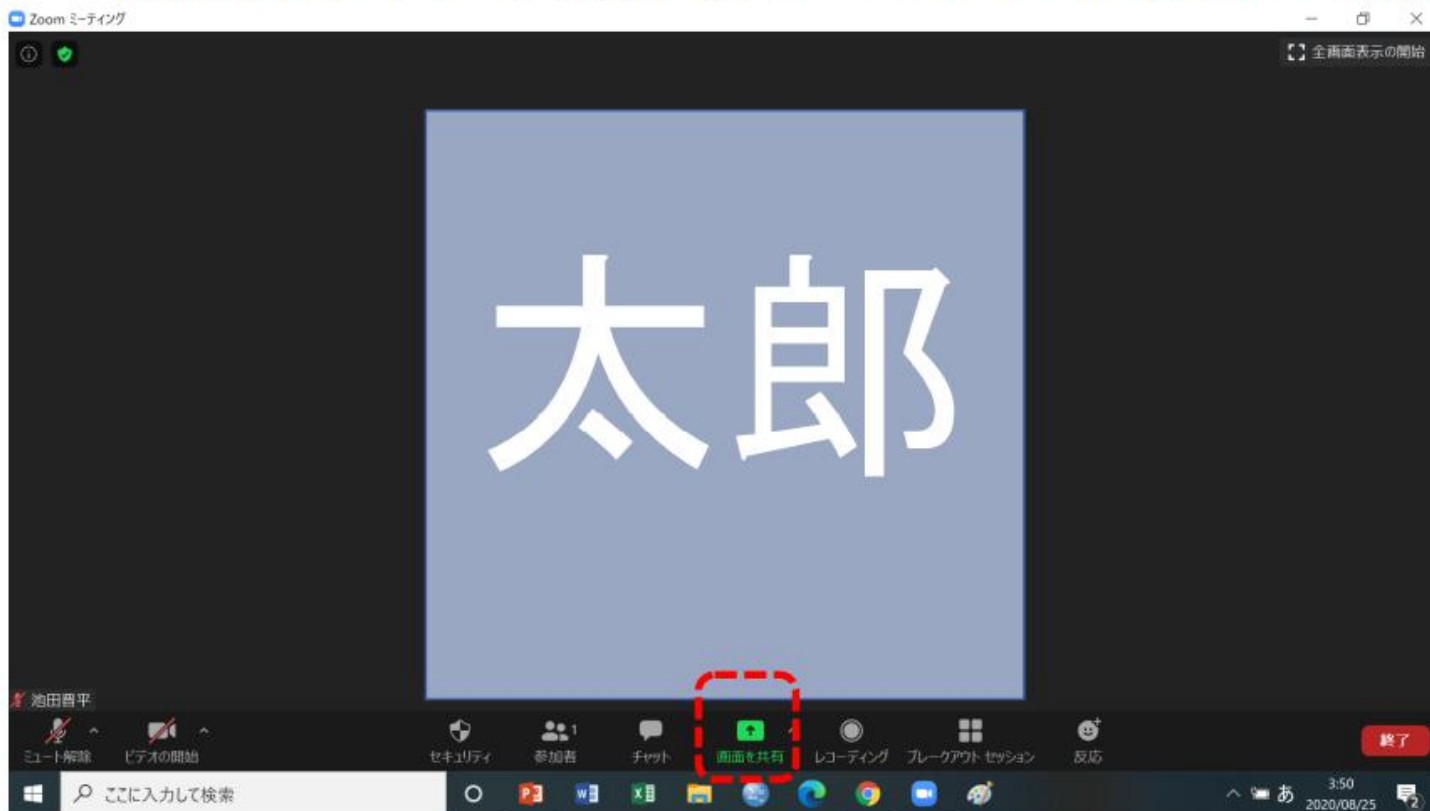 Zoom ミーティング
全画面表示の開始
太郎
池田晋平
ミュート解除 ビデオの開始 セキュリティ 参加者 1 チャット 画面を共有 レコーディング ブレークアウト セッション 反応 終了
ここに入力して検索 あ 3:50
2020/08/25